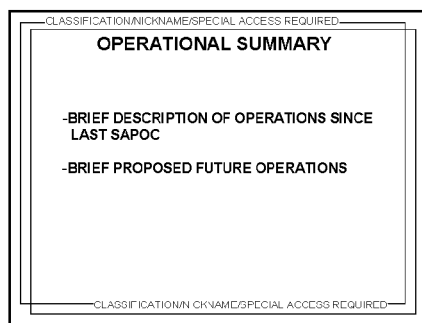 CLASSIFICATION/NICKNAME/SPECIAL ACCESS REQUIRED
OPERATIONAL SUMMARY
-BRIEF DESCRIPTION OF OPERATIONS SINCE
LAST SAPOC
-BRIEF PROPOSED FUTURE OPERATIONS
CLASSIFICATION/N CKNAME/SPECIAL ACCESS REQUIRED